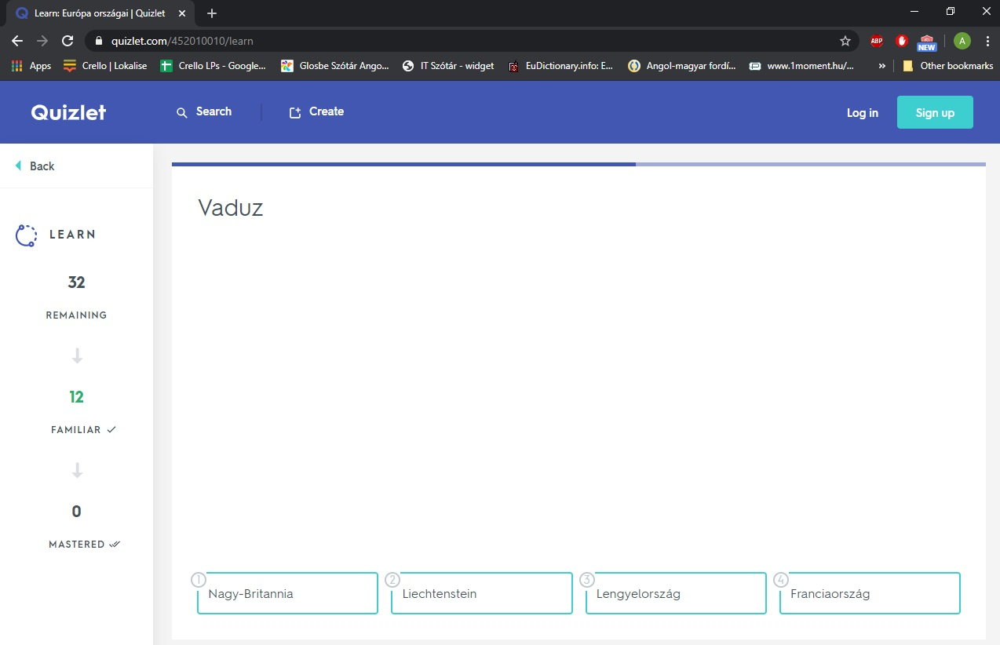 Learn: Európa országai | Quizlet
quizlet.com/452010010/learn
ABP
NEW
A
Apps
Crello | Lokalise
Crello LPs - Google...
Glosbe Szótár Ango...
IT Szótár - widget
EuDictionary.info: E...
Angol-magyar fordí...
www.1moment.hu/...
»
Other bookmarks
Quizlet
Search
Create
Log in
Sign up
Back
LEARN
32
REMAINING
12
FAMILIAR
0
MASTERED
Vaduz
1 Nagy-Britannia
2 Liechtenstein
3 Lengyelország
4 Franciaország